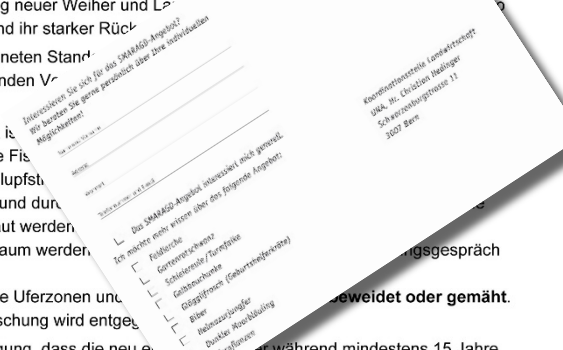 g neuer Weiher und La
nd ihr starker Rück
neten Stand
nden Vo
Interessieren Sie sich für das SMARAGD-Angebot?
Wir beraten Sie gerne persönlich über Ihre individuellen
Möglichkeiten!
Das SMARAGD-Angebot interessiert mich generell.
Ich möchte mehr wissen über das folgende Angebot:
Feldlerche
Gartenrotschwanz
Schleiereule/Turmfalke
Gelbbauchunke
Glögglifrosch (Geburtshelferkröte)
Biber
Helmazurjungfer
Dunkler Moorbläuling
Koordinationsstelle Landwirtschaft
UNA, Hr. Christian Hedinger
Schwarzenburgstrasse 11
3007 Bern
is
e Fis
lupfst
und dur
aut werden
aum werden
ngsgespräch
e Uferzonen und
beweidet oder gemäht.
schung wird entgeg
gung, dass die neu e
er während mindestens 15 Jahre